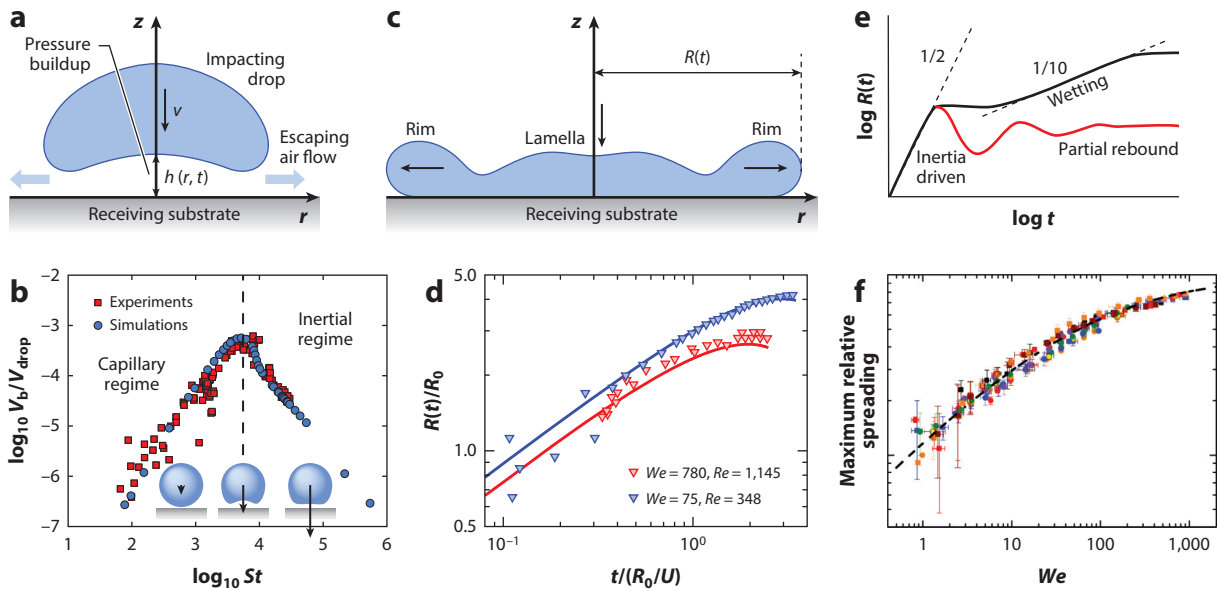 a
z
Pressure
buildup
Impacting
drop
v
Escaping
air flow
h (r, t)
Receiving substrate
r
c
z
R(t)
Rim
Lamella
Rim
Receiving substrate
r
e
log R(t)
1/2
1/10
Wetting
Inertia
driven
Partial rebound
log t
b
log10 Vb/Vdrop
–2
–3
–4
–5
–6
–7
Experiments
Simulations
Capillary
regime
Inertial
regime
1
2
3
4
5
6
log10 St
d
R(t)/R0
5.0
1.0
0.5
We = 780, Re = 1,145
We = 75, Re = 348
10–1
100
t/(R0/U)
f
Maximum relative
spreading
1
10
100
1,000
We